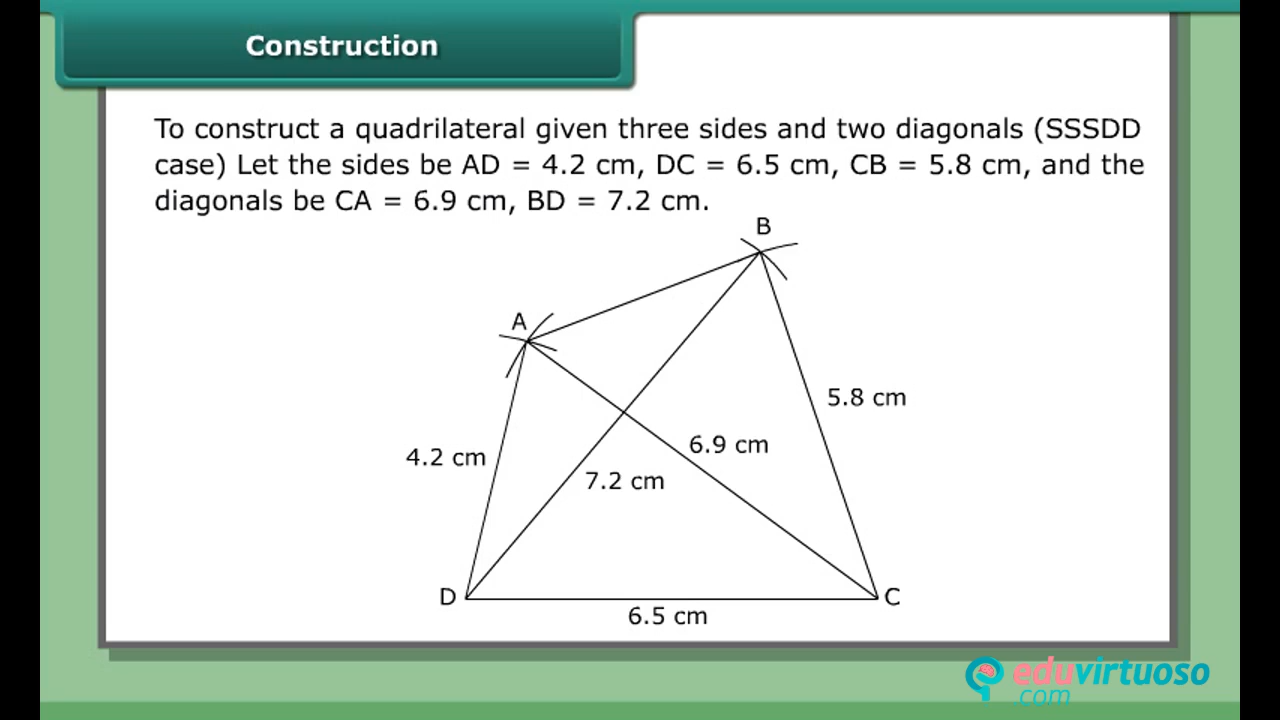 Construction
To construct a quadrilateral given three sides and two diagonals (SSSDD
case) Let the sides be AD = 4.2 cm, DC = 6.5 cm, CB = 5.8 cm, and the
diagonals be CA = 6.9 cm, BD = 7.2 cm.
B
A
5.8 cm
6.9 cm
4.2 cm
7.2 cm
D
C
6.5 cm
eduvirtuoso
.com